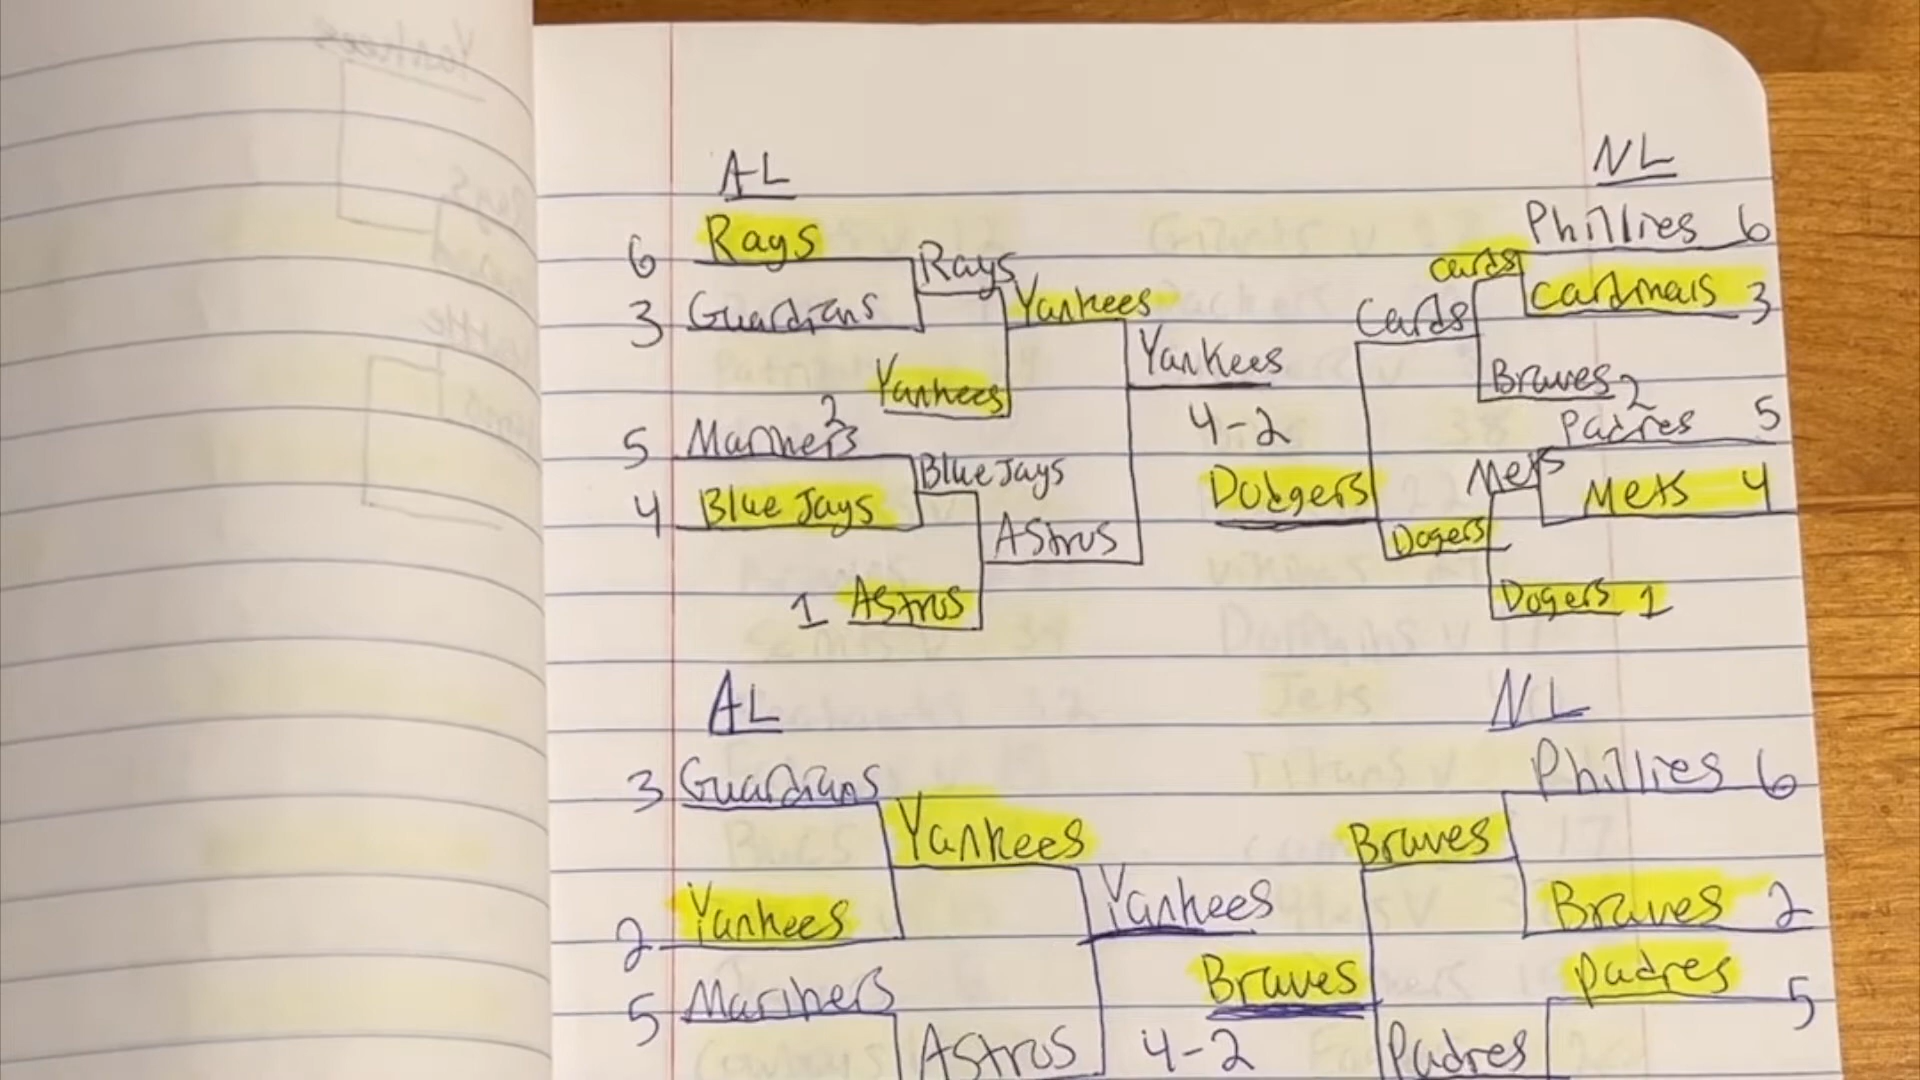 AL NL
Rays Phillies 6
6 Rays cards
3 Guardians Yankees Cardinals 3
Cards
Yankees Yankees Braves 2
2
5 Mariners 4-2 Padres 5
Blue Jays Mets
4 Blue Jays Dodgers Mets 4
Astros Dogers
1 Astros Dogers 1
AL NL
3 Guardians Phillies 6
Yankees Braves
2 Yankees Yankees Braves 2
Braves Padres
5 Mariners 5
Astros 4-2 Padres